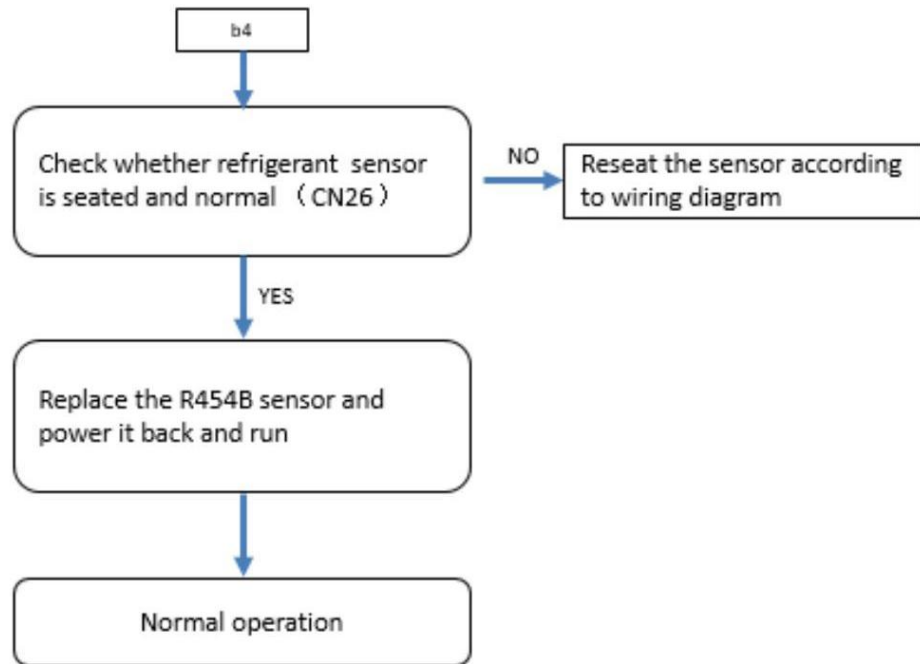 b4
Check whether refrigerant sensor
is seated and normal （CN26）
NO
Reseat the sensor according
to wiring diagram
YES
Replace the R454B sensor and
power it back and run
Normal operation